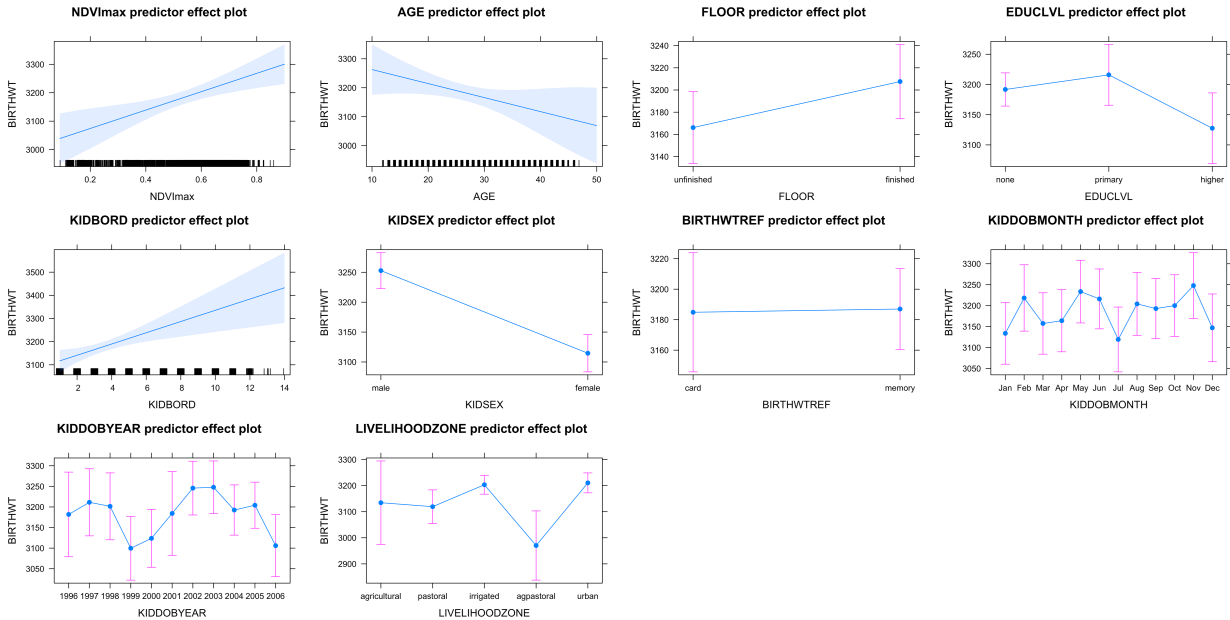 NDVImax predictor effect plot
BIRTHWT
3300
3200
3100
3000
0.2 0.4 0.6 0.8
NDVImax
AGE predictor effect plot
BIRTHWT
3300
3200
3100
3000
10 20 30 40 50
AGE
FLOOR predictor effect plot
BIRTHWT
3240
3220
3200
3180
3160
3140
unfinished finished
FLOOR
EDUCLVL predictor effect plot
BIRTHWT
3250
3200
3150
3100
none primary higher
EDUCLVL
KIDBORD predictor effect plot
BIRTHWT
3500
3400
3300
3200
3100
2 4 6 8 10 12 14
KIDBORD
KIDSEX predictor effect plot
BIRTHWT
3250
3200
3150
3100
male female
KIDSEX
BIRTHWTREF predictor effect plot
BIRTHWT
3220
3200
3180
3160
card memory
BIRTHWTREF
KIDDOBMONTH predictor effect plot
BIRTHWT
3300
3250
3200
3150
3100
3050
Jan Feb Mar Apr May Jun Jul Aug Sep Oct Nov Dec
KIDDOBMONTH
KIDDOBYEAR predictor effect plot
BIRTHWT
3300
3250
3200
3150
3100
3050
1996 1997 1998 1999 2000 2001 2002 2003 2004 2005 2006
KIDDOBYEAR
LIVELIHOODZONE predictor effect plot
BIRTHWT
3300
3200
3100
3000
2900
agricultural pastoral irrigated agpastoral urban
LIVELIHOODZONE